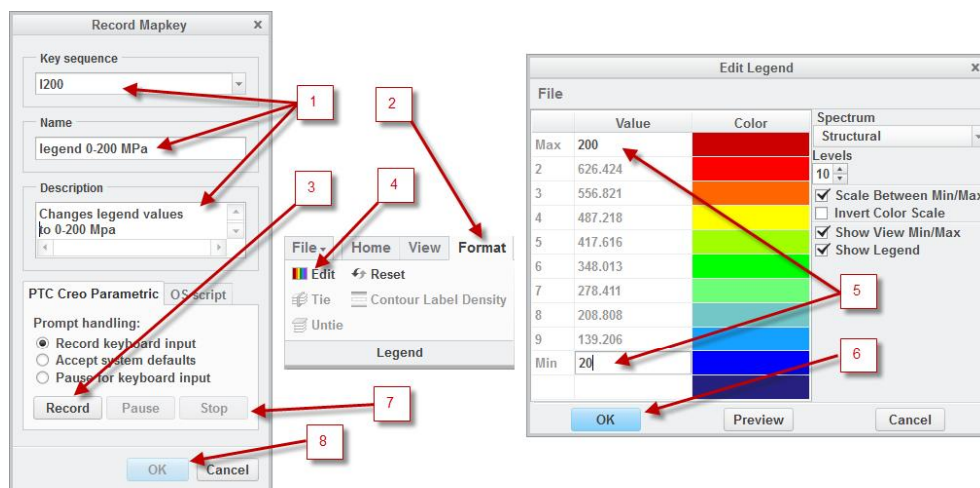 Record Mapkey x
Key sequence
l200
Name
legend 0-200 MPa
Description
Changes legend values
to 0-200 Mpa
PTC Creo Parametric OS script
Prompt handling:
Record keyboard input
Accept system defaults
Pause for keyboard input
Record Pause Stop
OK Cancel
1
2
3
4
File Home View Format
Edit Reset
Tie Contour Label Density
Untie
Legend
7
8
Edit Legend x
File
Value Color
Max 200
2 626.424
3 556.821
4 487.218
5 417.616
6 348.013
7 278.411
8 208.808
9 139.206
Min 20
Spectrum
Structural
Levels
10
Scale Between Min/Max
Invert Color Scale
Show View Min/Max
Show Legend
5
6
OK Preview Cancel